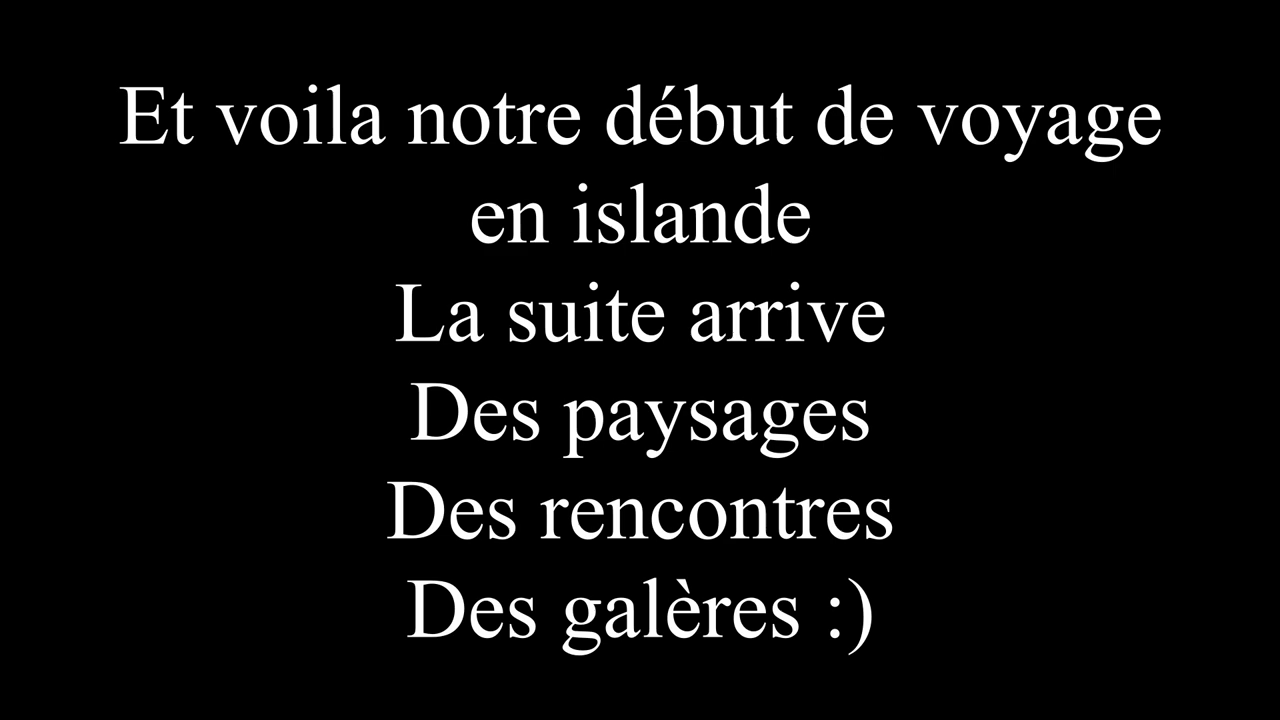 Et voila notre début de voyage
en islande
La suite arrive
Des paysages
Des rencontres
Des galères :)